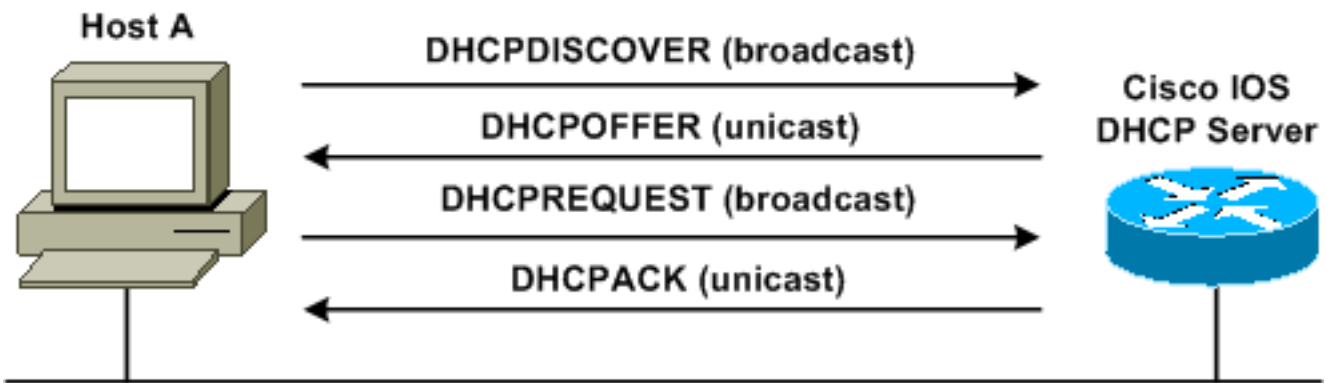 Host A
DHCPDISCOVER (broadcast)
Cisco IOS
DHCP Server
DHCPOFFER (unicast)
DHCPREQUEST (broadcast)
DHCPACK (unicast)